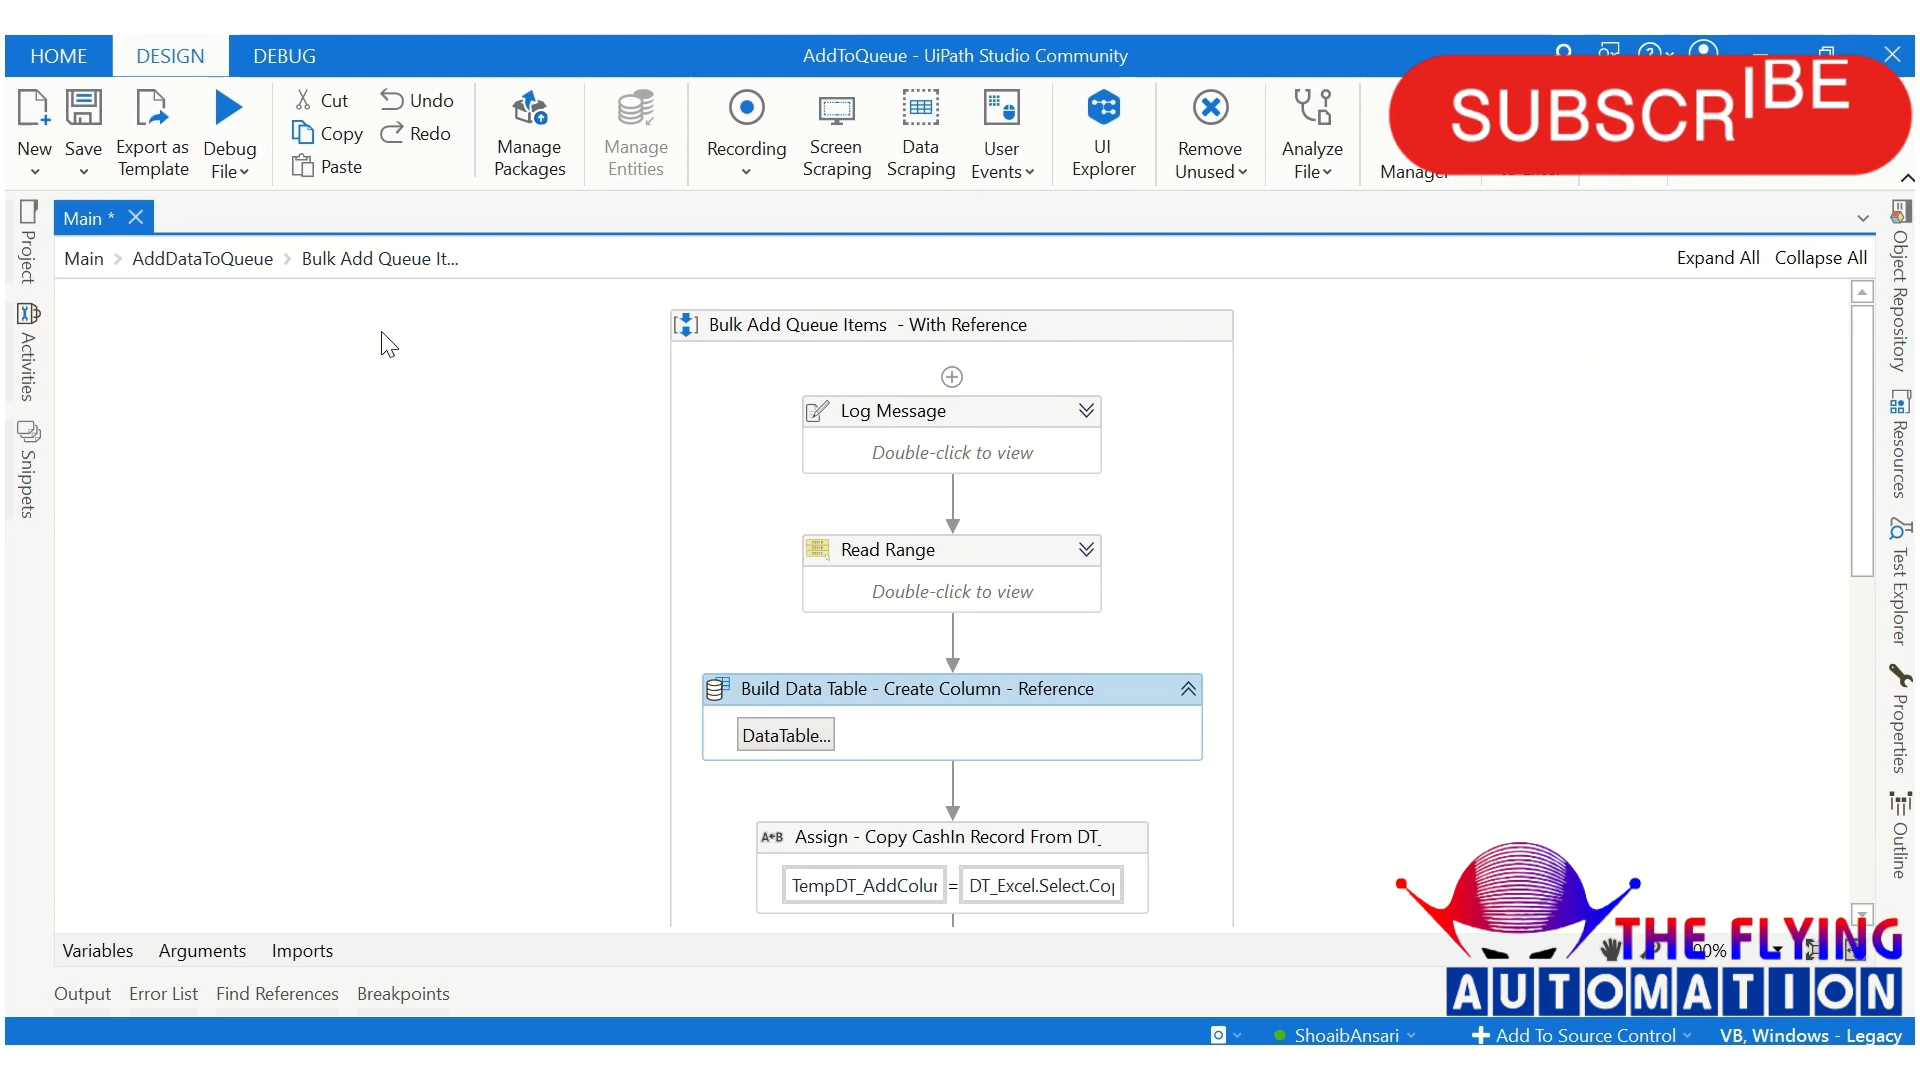 HOME DESIGN DEBUG
AddToQueue - UiPath Studio Community
New
Save
Export as
Template
Debug
File
Cut
Copy
Paste
Undo
Redo
Manage
Packages
Manage
Entities
Recording
Screen
Scraping
Data
Scraping
User
Events
UI
Explorer
Remove
Unused
Analyze
File
SUBSCRIBE
Main *
Main AddDataToQueue Bulk Add Queue It...
Expand All Collapse All
Project
Activities
Snippets
Bulk Add Queue Items - With Reference
Log Message
Double-click to view
Read Range
Double-click to view
Build Data Table - Create Column - Reference
DataTable...
A+B Assign - Copy CashIn Record From DT_
TempDT_AddColur = DT_Excel.Select.Co
Object Repository
Resources
Test Explorer
Properties
Outline
Variables Arguments Imports
Output Error List Find References Breakpoints
THE FLYING
AUTOMATION
ShoaibAnsari
Add To Source Control
VB, Windows - Legacy